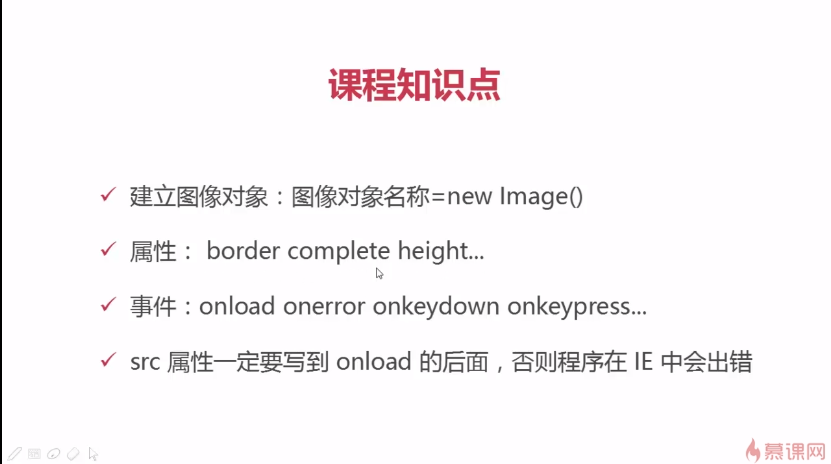 课程知识点
建立图像对象：图像对象名称=new Image()
属性： border complete height...
事件：onload onerror onkeydown onkeypress...
src 属性一定要写到 onload 的后面，否则程序在 IE 中会出错
慕课网